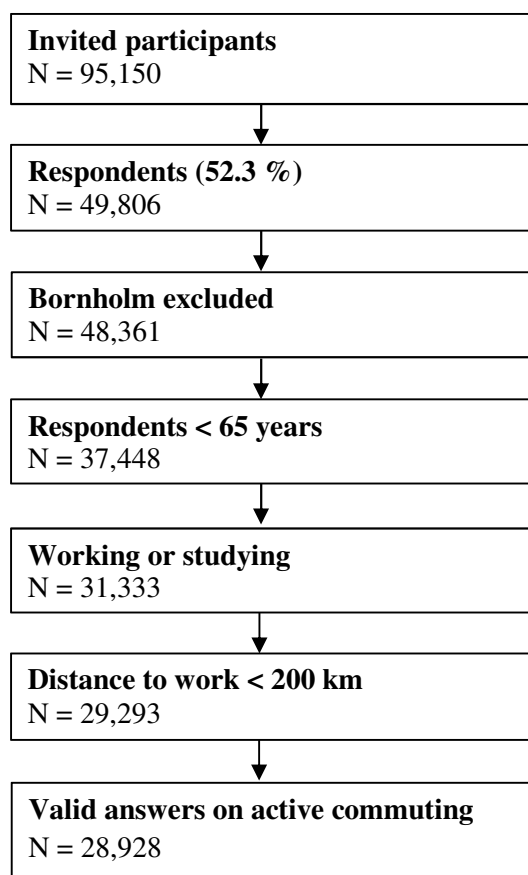 Invited participants
N = 95,150
Respondents (52.3 %)
N = 49,806
Bornholm excluded
N = 48,361
Respondents < 65 years
N = 37,448
Working or studying
N = 31,333
Distance to work < 200 km
N = 29,293
Valid answers on active commuting
N = 28,928